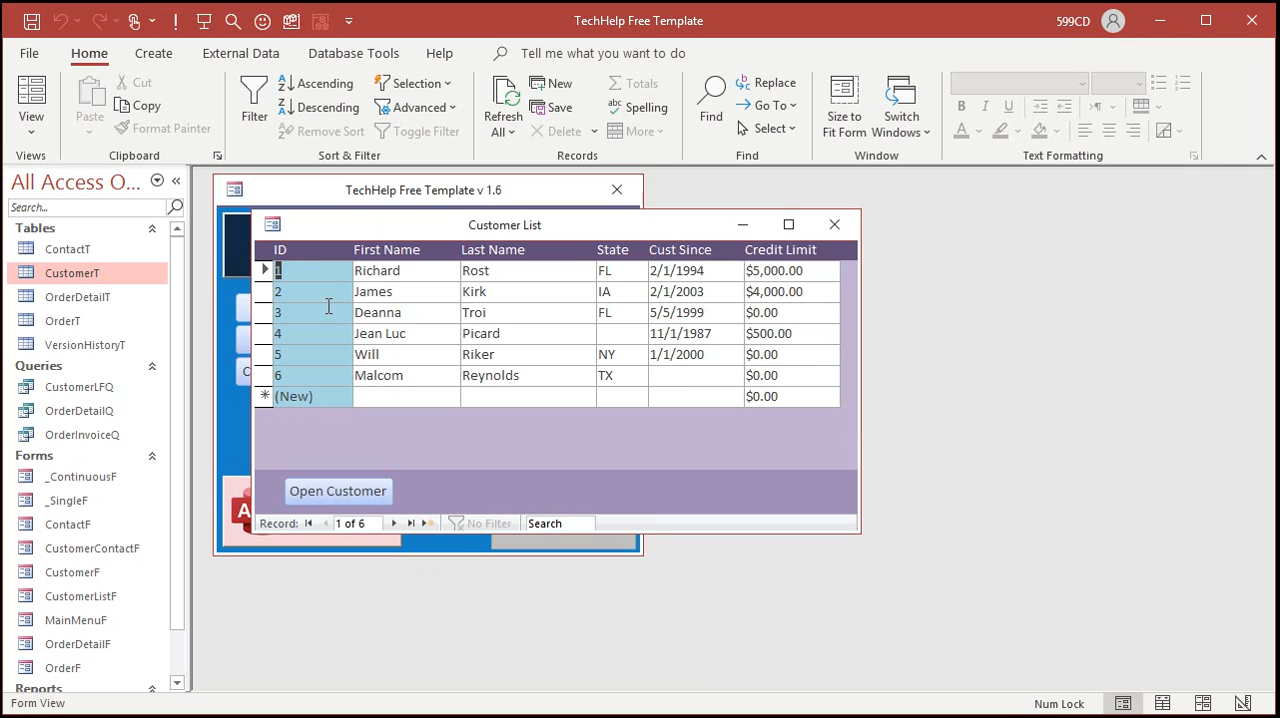 TechHelp Free Template
599CD
File Home Create External Data Database Tools Help Tell me what you want to do
View
Views
Paste
Cut
Copy
Format Painter
Clipboard
Filter
Ascending
Descending
Remove Sort
Selection
Advanced
Toggle Filter
Sort & Filter
Refresh
All
New
Save
Delete
Totals
Spelling
More
Records
Find
Replace
Go To
Select
Find
Size to
Fit Form
Switch
Windows
Window
B I U
A
Text Formatting
All Access O...
Search...
Tables
ContactT
CustomerT
OrderDetailT
OrderT
VersionHistoryT
Queries
CustomerLFQ
OrderDetailQ
OrderInvoiceQ
Forms
_ContinuousF
_SingleF
ContactF
CustomerContactF
CustomerF
CustomerListF
MainMenuF
OrderDetailF
OrderF
Reports
TechHelp Free Template v 1.6
C
A
Customer List
ID First Name Last Name State Cust Since Credit Limit
1 Richard Rost FL 2/1/1994 $5,000.00
2 James Kirk IA 2/1/2003 $4,000.00
3 Deanna Troi FL 5/5/1999 $0.00
4 Jean Luc Picard 11/1/1987 $500.00
5 Will Riker NY 1/1/2000 $0.00
6 Malcom Reynolds TX $0.00
(New) $0.00
Open Customer
Record: 1 of 6 No Filter Search
Form View
Num Lock